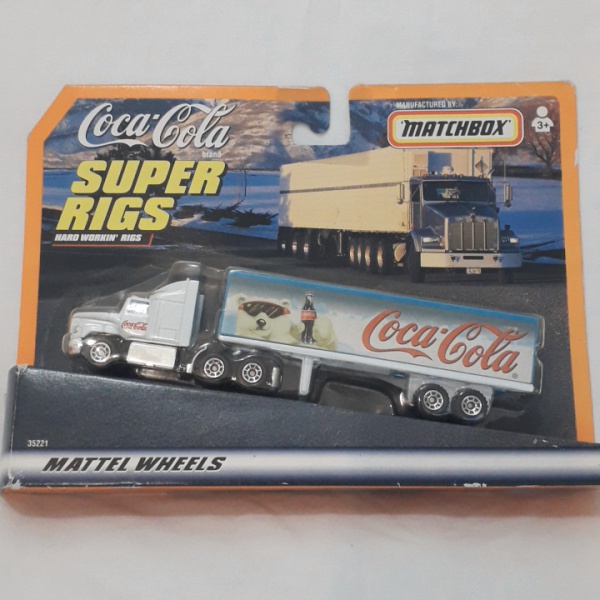 Coca-Cola
brand
SUPER
RIGS
HARD WORKIN' RIGS
MANUFACTURED BY
MATCHBOX
3+
Coca-Cola
Coca-Cola
35221
MATTEL WHEELS